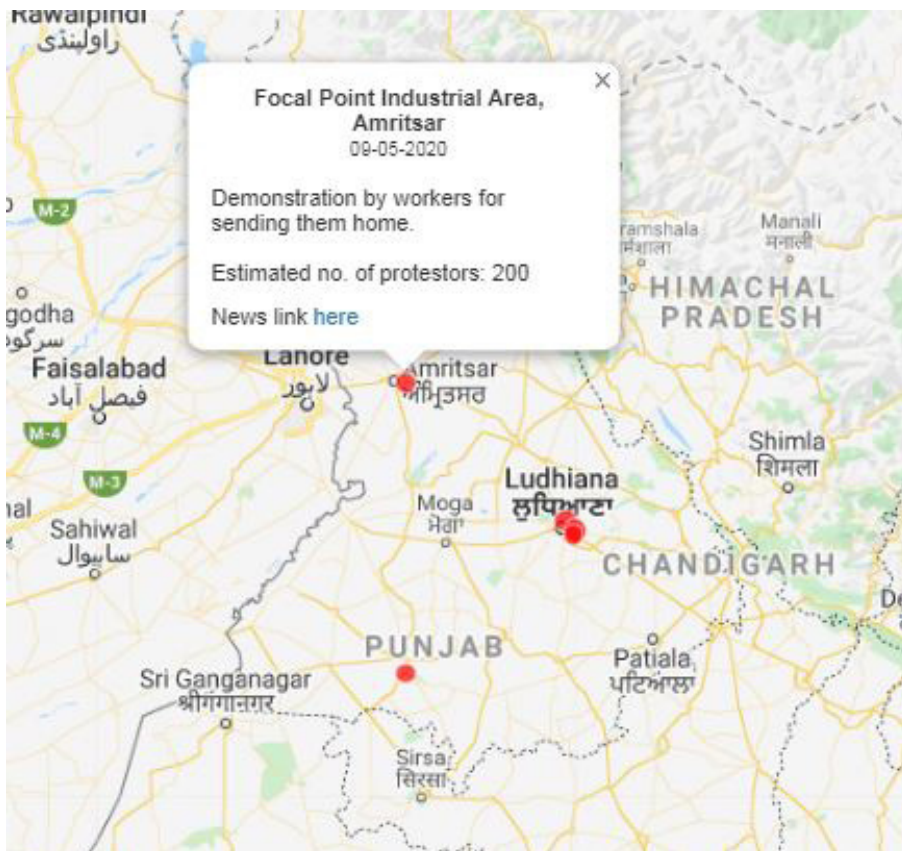 Rawalpindi
راولپنڈی
Focal Point Industrial Area,
Amritsar
09-05-2020
Demonstration by workers for
sending them home.
Estimated no. of protestors: 200
News link here
M-2
Manali
मनाली
ramshala
HIMACHAL
PRADESH
godha
Faisalabad
فیصل آباد
Lahore
لاہور
Amritsar
ਅੰਮ੍ਰਿਤਸਰ
M-4
M-3
Shimla
शिमला
Ludhiana
ਲੁਧਿਆਣਾ
Moga
ਮੋਗਾ
Sahiwal
ساہیوال
CHANDIGARH
De
PUNJAB
Patiala
ਪਟਿਆਲਾ
Sri Ganganagar
श्रीगंगानगर
Sirsa
सिरसा